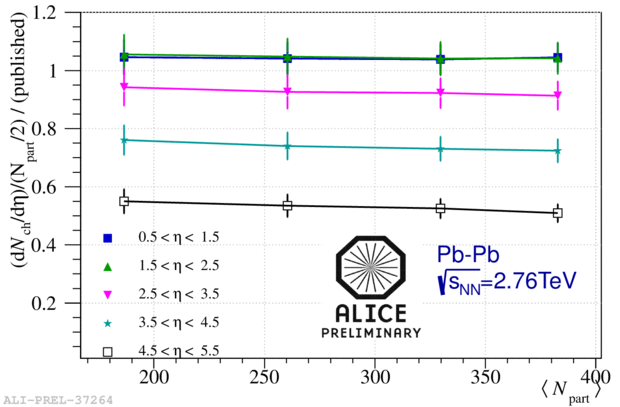 (dN_ch/dη)/(N_part/2) / (published)
1.2
1
0.8
0.6
0.4
0.2
0.5 < η < 1.5
1.5 < η < 2.5
2.5 < η < 3.5
3.5 < η < 4.5
4.5 < η < 5.5
ALICE
PRELIMINARY
Pb-Pb
√s_NN=2.76TeV
200 250 300 350 400
⟨N_part⟩
ALI-PREL-37264